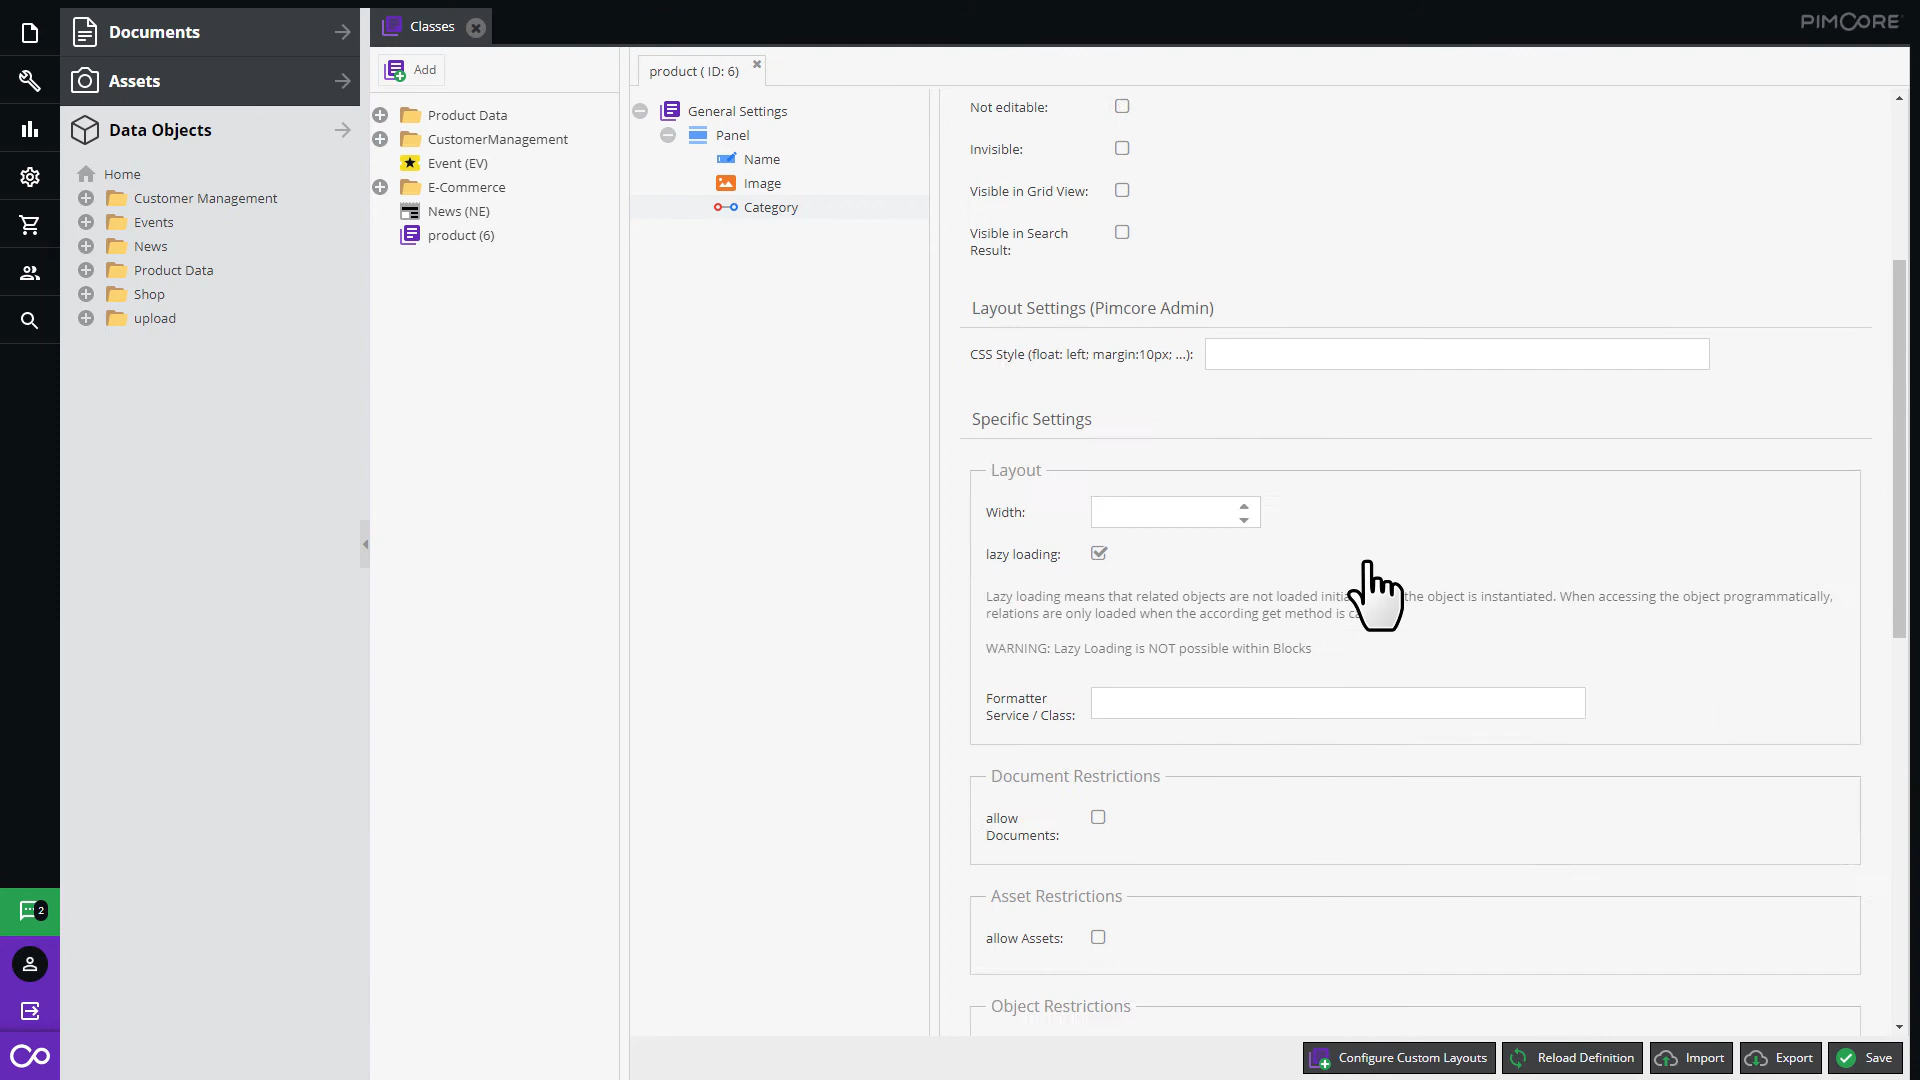 Documents
Assets
Data Objects
Home
Customer Management
Events
News
Product Data
Shop
upload
2
Classes
PIMCORE
Add
Product Data
CustomerManagement
Event (EV)
E-Commerce
News (NE)
product (6)
product ( ID: 6)
General Settings
Panel
Name
Image
Category
Not editable:
Invisible:
Visible in Grid View:
Visible in Search
Result:
Layout Settings (Pimcore Admin)
CSS Style (float: left; margin:10px; ...):
Specific Settings
Layout
Width:
lazy loading:
Lazy loading means that related objects are not loaded the object is instantiated. When accessing the object programmatically,
relations are only loaded when the according get method is
WARNING: Lazy Loading is NOT possible within Blocks
Formatter
Service / Class:
Document Restrictions
allow
Documents:
Asset Restrictions
allow Assets:
Object Restrictions
Configure Custom Layouts
Reload Definition
Import
Export
Save